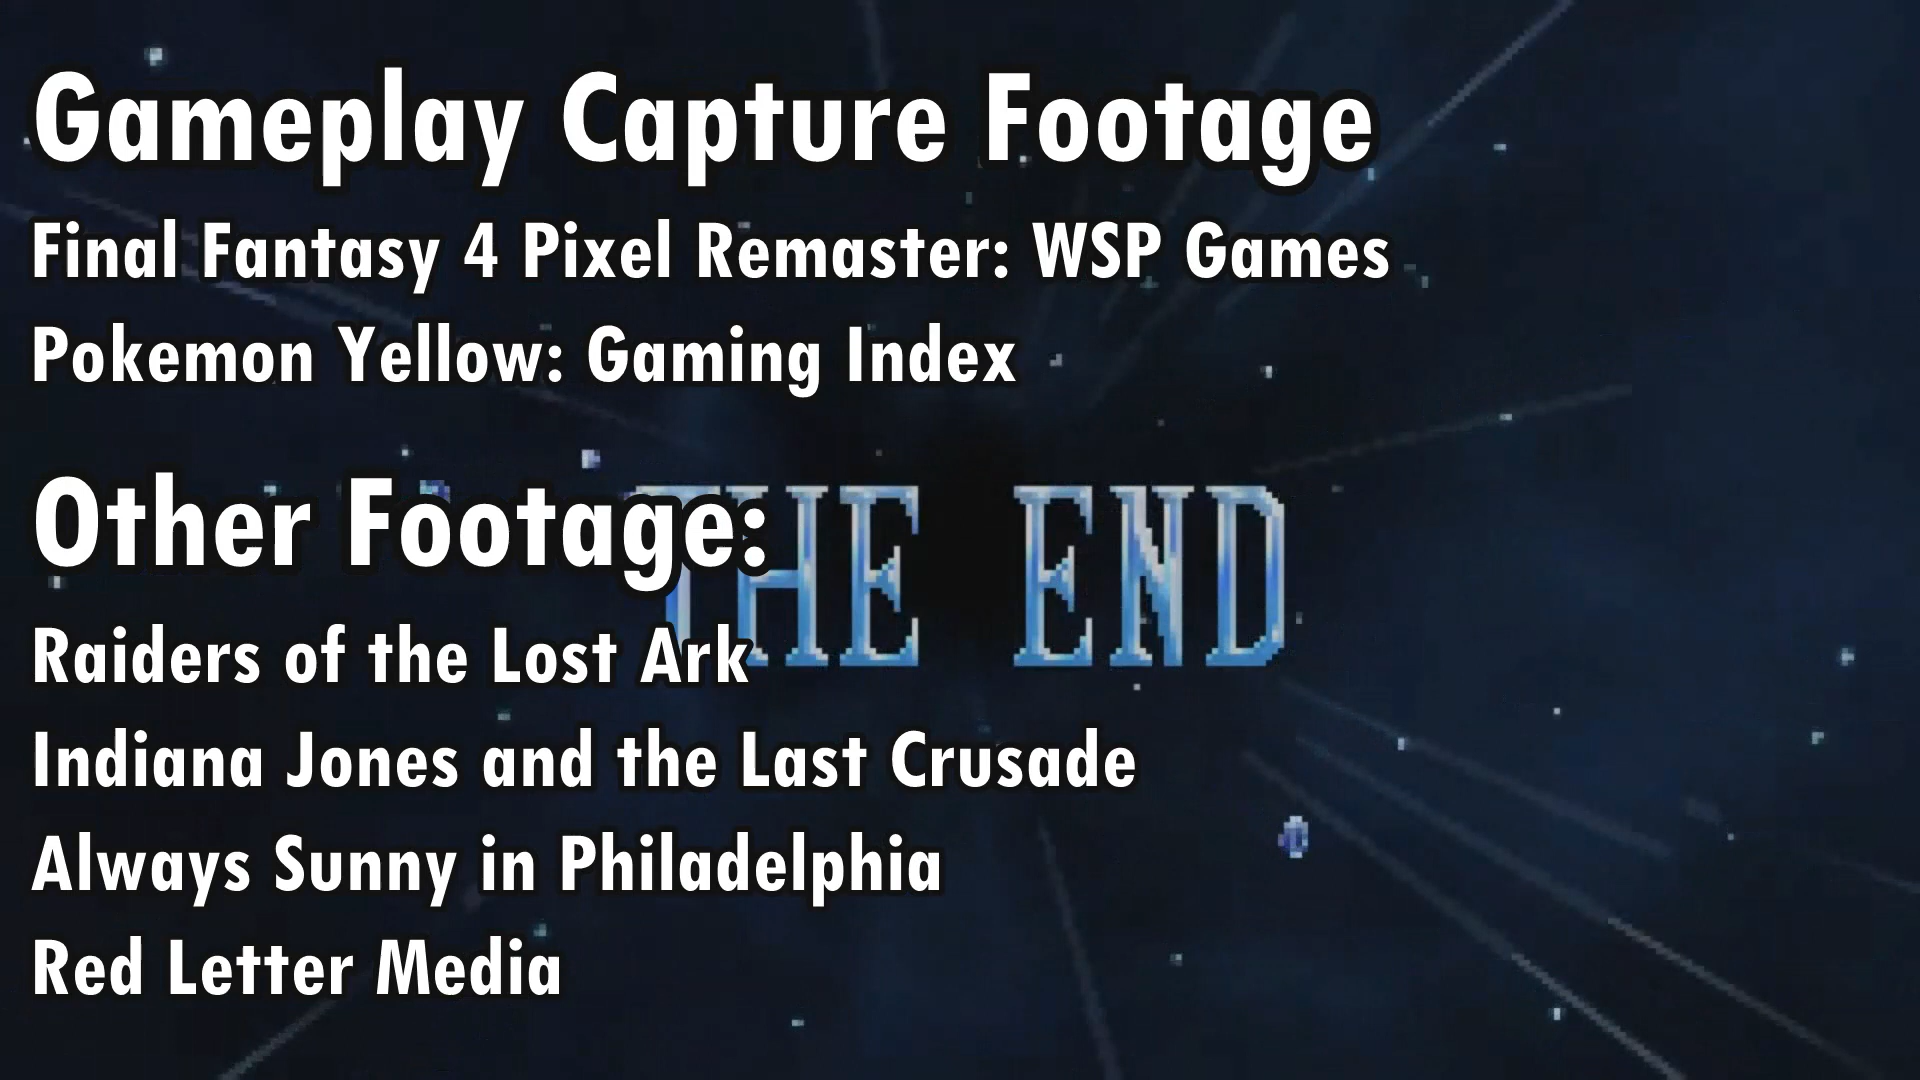 Gameplay Capture Footage
Final Fantasy 4 Pixel Remaster: WSP Games
Pokemon Yellow: Gaming Index
Other Footage:
THE END
Raiders of the Lost Ark
Indiana Jones and the Last Crusade
Always Sunny in Philadelphia
Red Letter Media